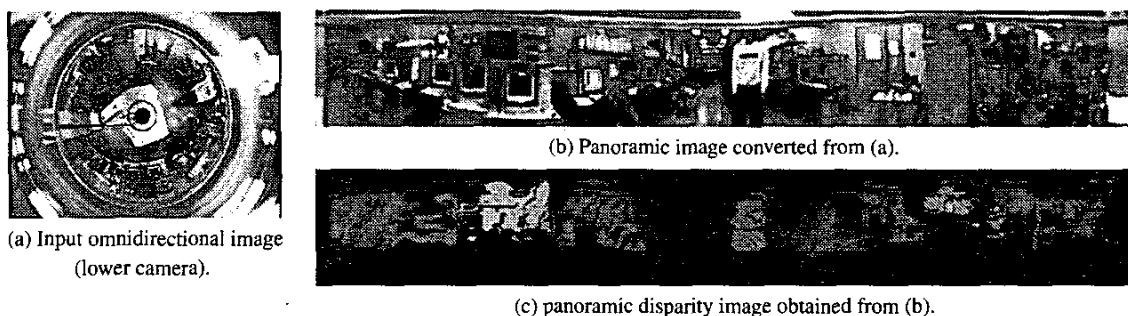 (a) Input omnidirectional image
(lower camera).
(b) Panoramic image converted from (a).
(c) panoramic disparity image obtained from (b).